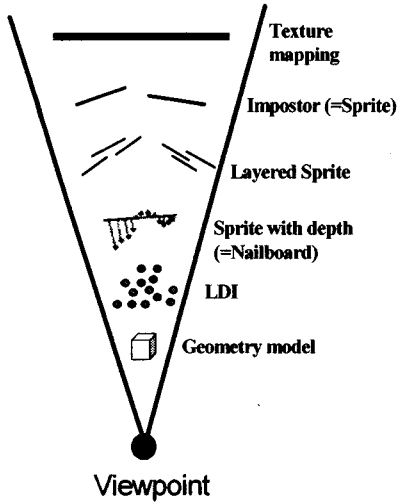 Texture
mapping
Impostor (=Sprite)
Layered Sprite
Sprite with depth
(=Nailboard)
LDI
Geometry model
Viewpoint